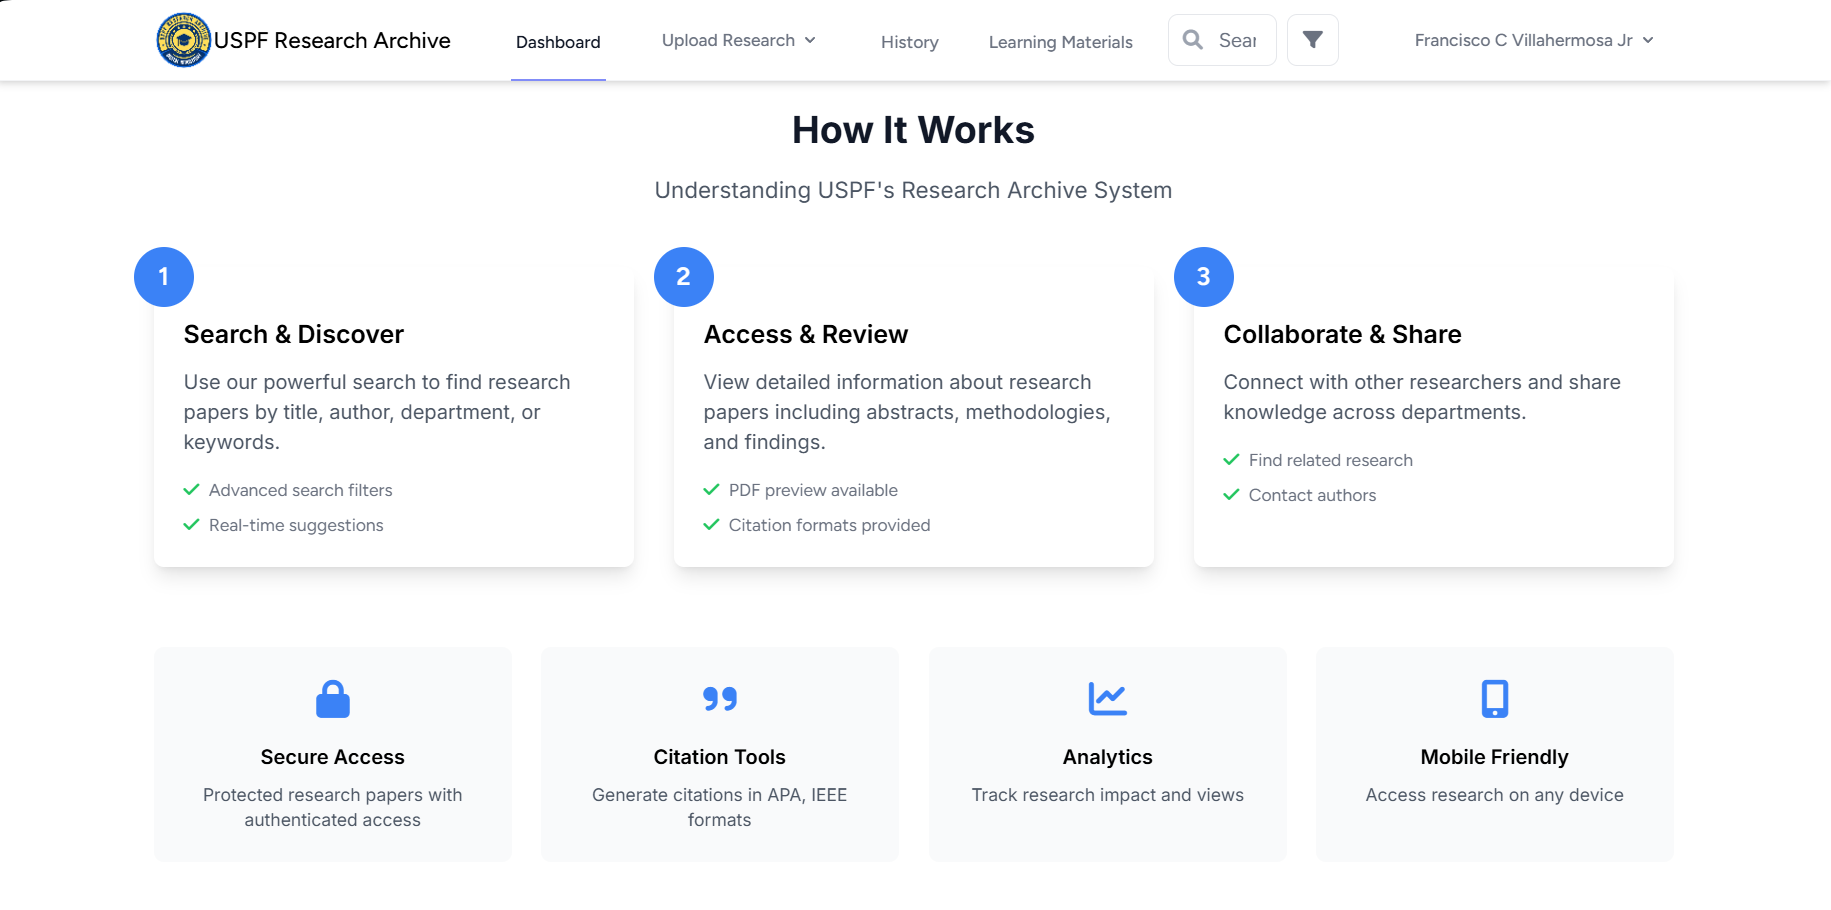 USPF Research Archive
Dashboard
Upload Research
History
Learning Materials
Sear
Francisco C Villahermosa Jr
How It Works
Understanding USPF's Research Archive System
1
Search & Discover
Use our powerful search to find research
papers by title, author, department, or
keywords.
Advanced search filters
Real-time suggestions
2
Access & Review
View detailed information about research
papers including abstracts, methodologies,
and findings.
PDF preview available
Citation formats provided
3
Collaborate & Share
Connect with other researchers and share
knowledge across departments.
Find related research
Contact authors
Secure Access
Protected research papers with
authenticated access
Citation Tools
Generate citations in APA, IEEE
formats
Analytics
Track research impact and views
Mobile Friendly
Access research on any device